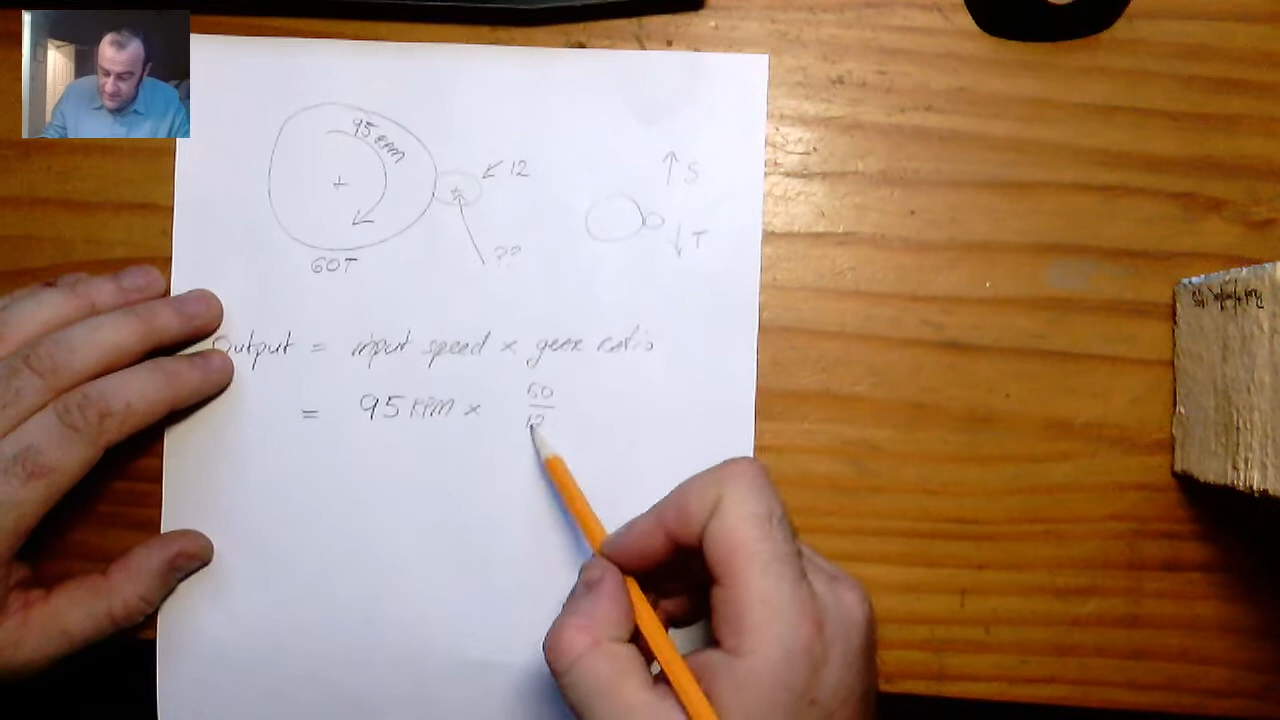 95 RPM
12
S
T
??
60T
Output = input speed × gear ratio
= 95 RPM × 60/12